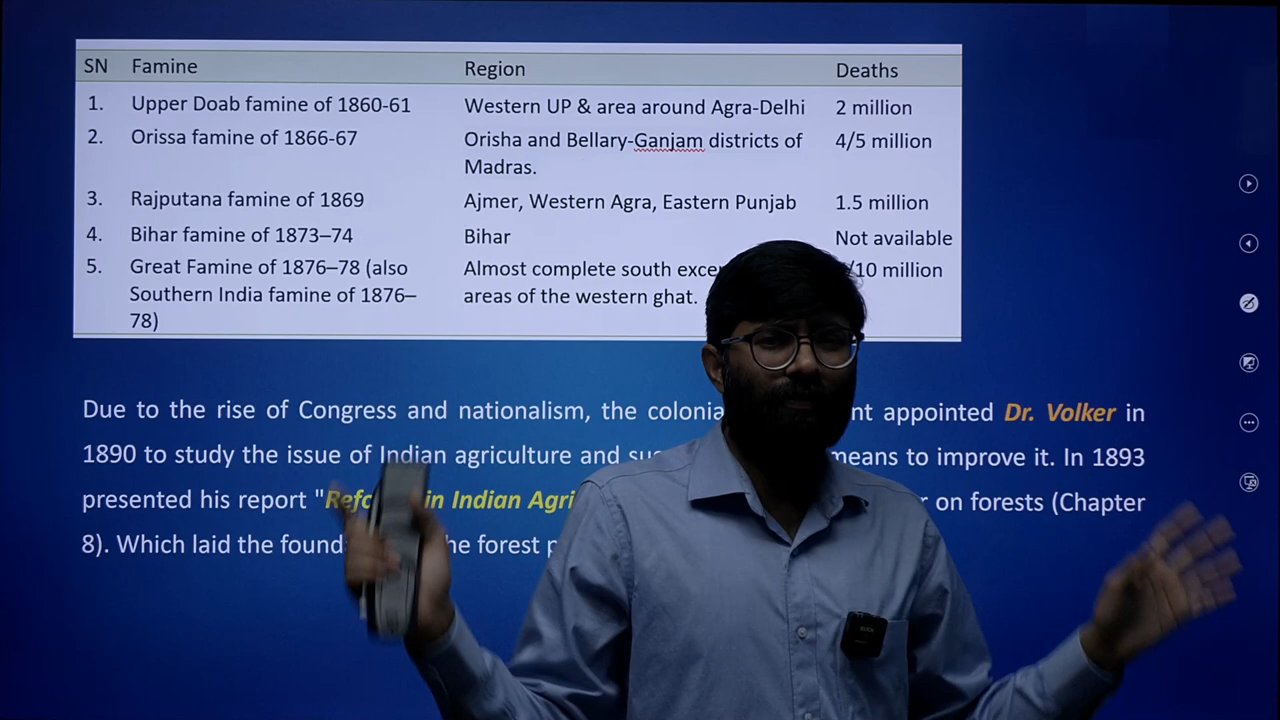 SN Famine Region Deaths
1. Upper Doab famine of 1860-61 Western UP & area around Agra-Delhi 2 million
2. Orissa famine of 1866-67 Orisha and Bellary-Ganjam districts of 4/5 million
Madras.
3. Rajputana famine of 1869 Ajmer, Western Agra, Eastern Punjab 1.5 million
4. Bihar famine of 1873–74 Bihar Not available
5. Great Famine of 1876–78 (also Almost complete south /10 million
Southern India famine of 1876– areas of the western ghat.
78)
Due to the rise of Congress and nationalism, the appointed Dr. Volker in
1890 to study the issue of Indian agriculture and means to improve it. In 1893
presented his report " in Indian on forests (Chapter
8). Which laid the forest